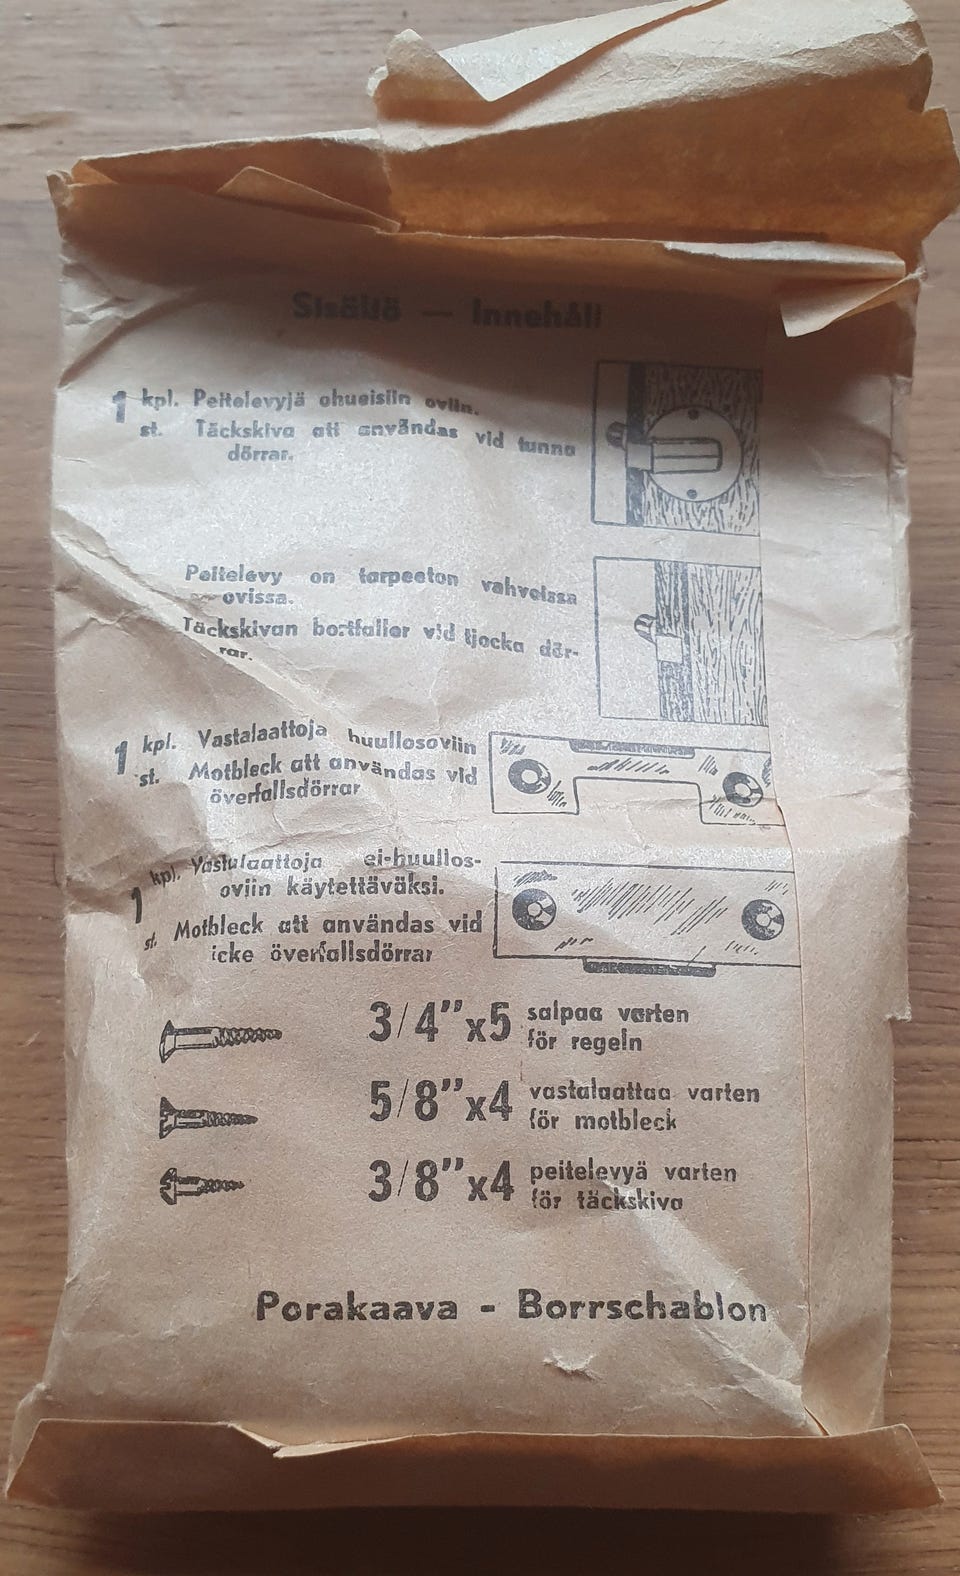 Sisältö — Innehåll
1 kpl. Peitelevyjä ohueisiin oviin.
st. Täckskiva att användas vid tunna
dörrar.
Peitelevy on tarpeeton vahvoissa
ovissa.
Täckskivan bortfaller vid tjocka dör-
rar.
1 kpl. Vastalaattoja huullosoviin
st. Motbleck att användas vid
överfallsdörrar
1 kpl. Vastalaattoja ei-huullos-
oviin käytettäväksi.
st. Motbleck att användas vid
icke överfallsdörrar
3/4"x5 salpaa varten
för regeln
5/8"x4 vastalaattaa varten
för motbleck
3/8"x4 peitelevyä varten
för täckskiva
Porakaava - Borrschablon